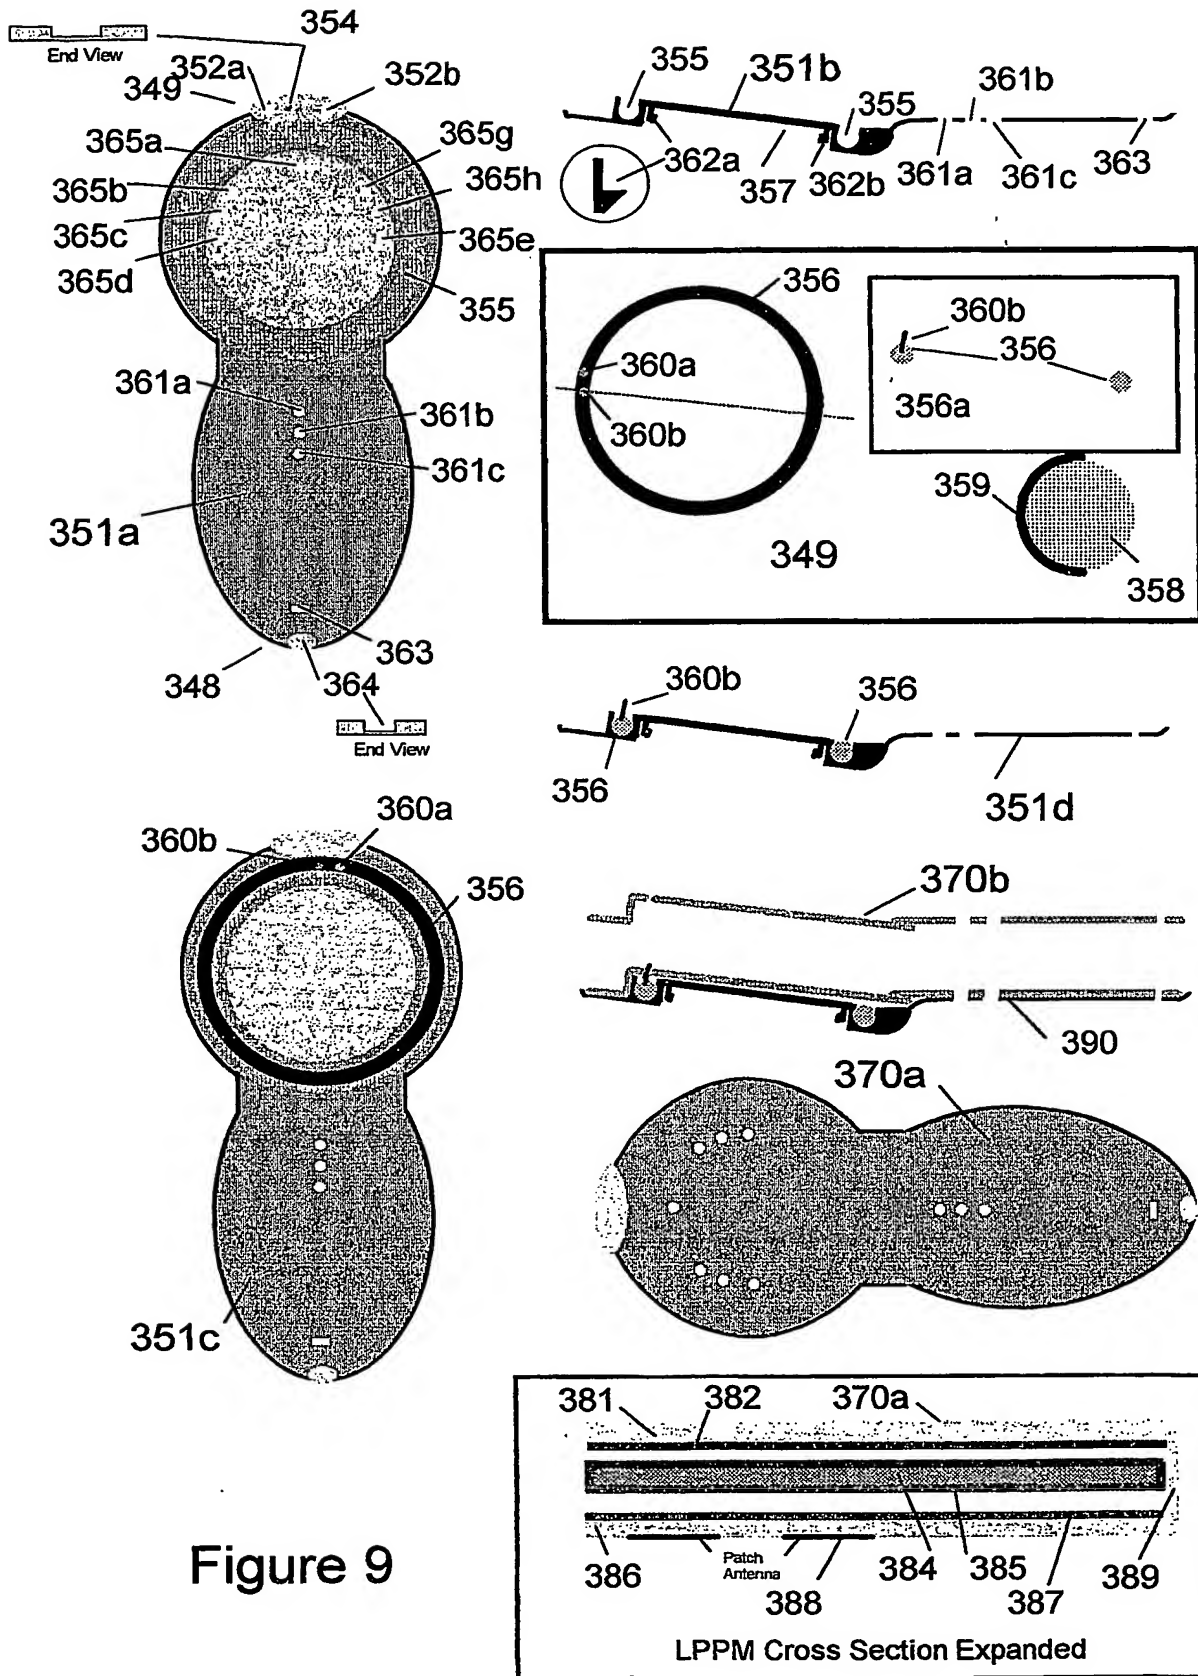 354
End View
352a
352b
349
365a
365g
365b
365h
365c
365e
365d
355
361a
361b
361c
351a
363
348
364
End View
355
351b
361b
355
362a
357
362b
361a
361c
363
356
360a
360b
360b
356
356a
359
349
358
360b
356
356
351d
360b
360a
356
351c
370b
390
370a
381
382
370a
386
Patch
Antenna
388
384
385
387
389
LPPM Cross Section Expanded
Figure 9